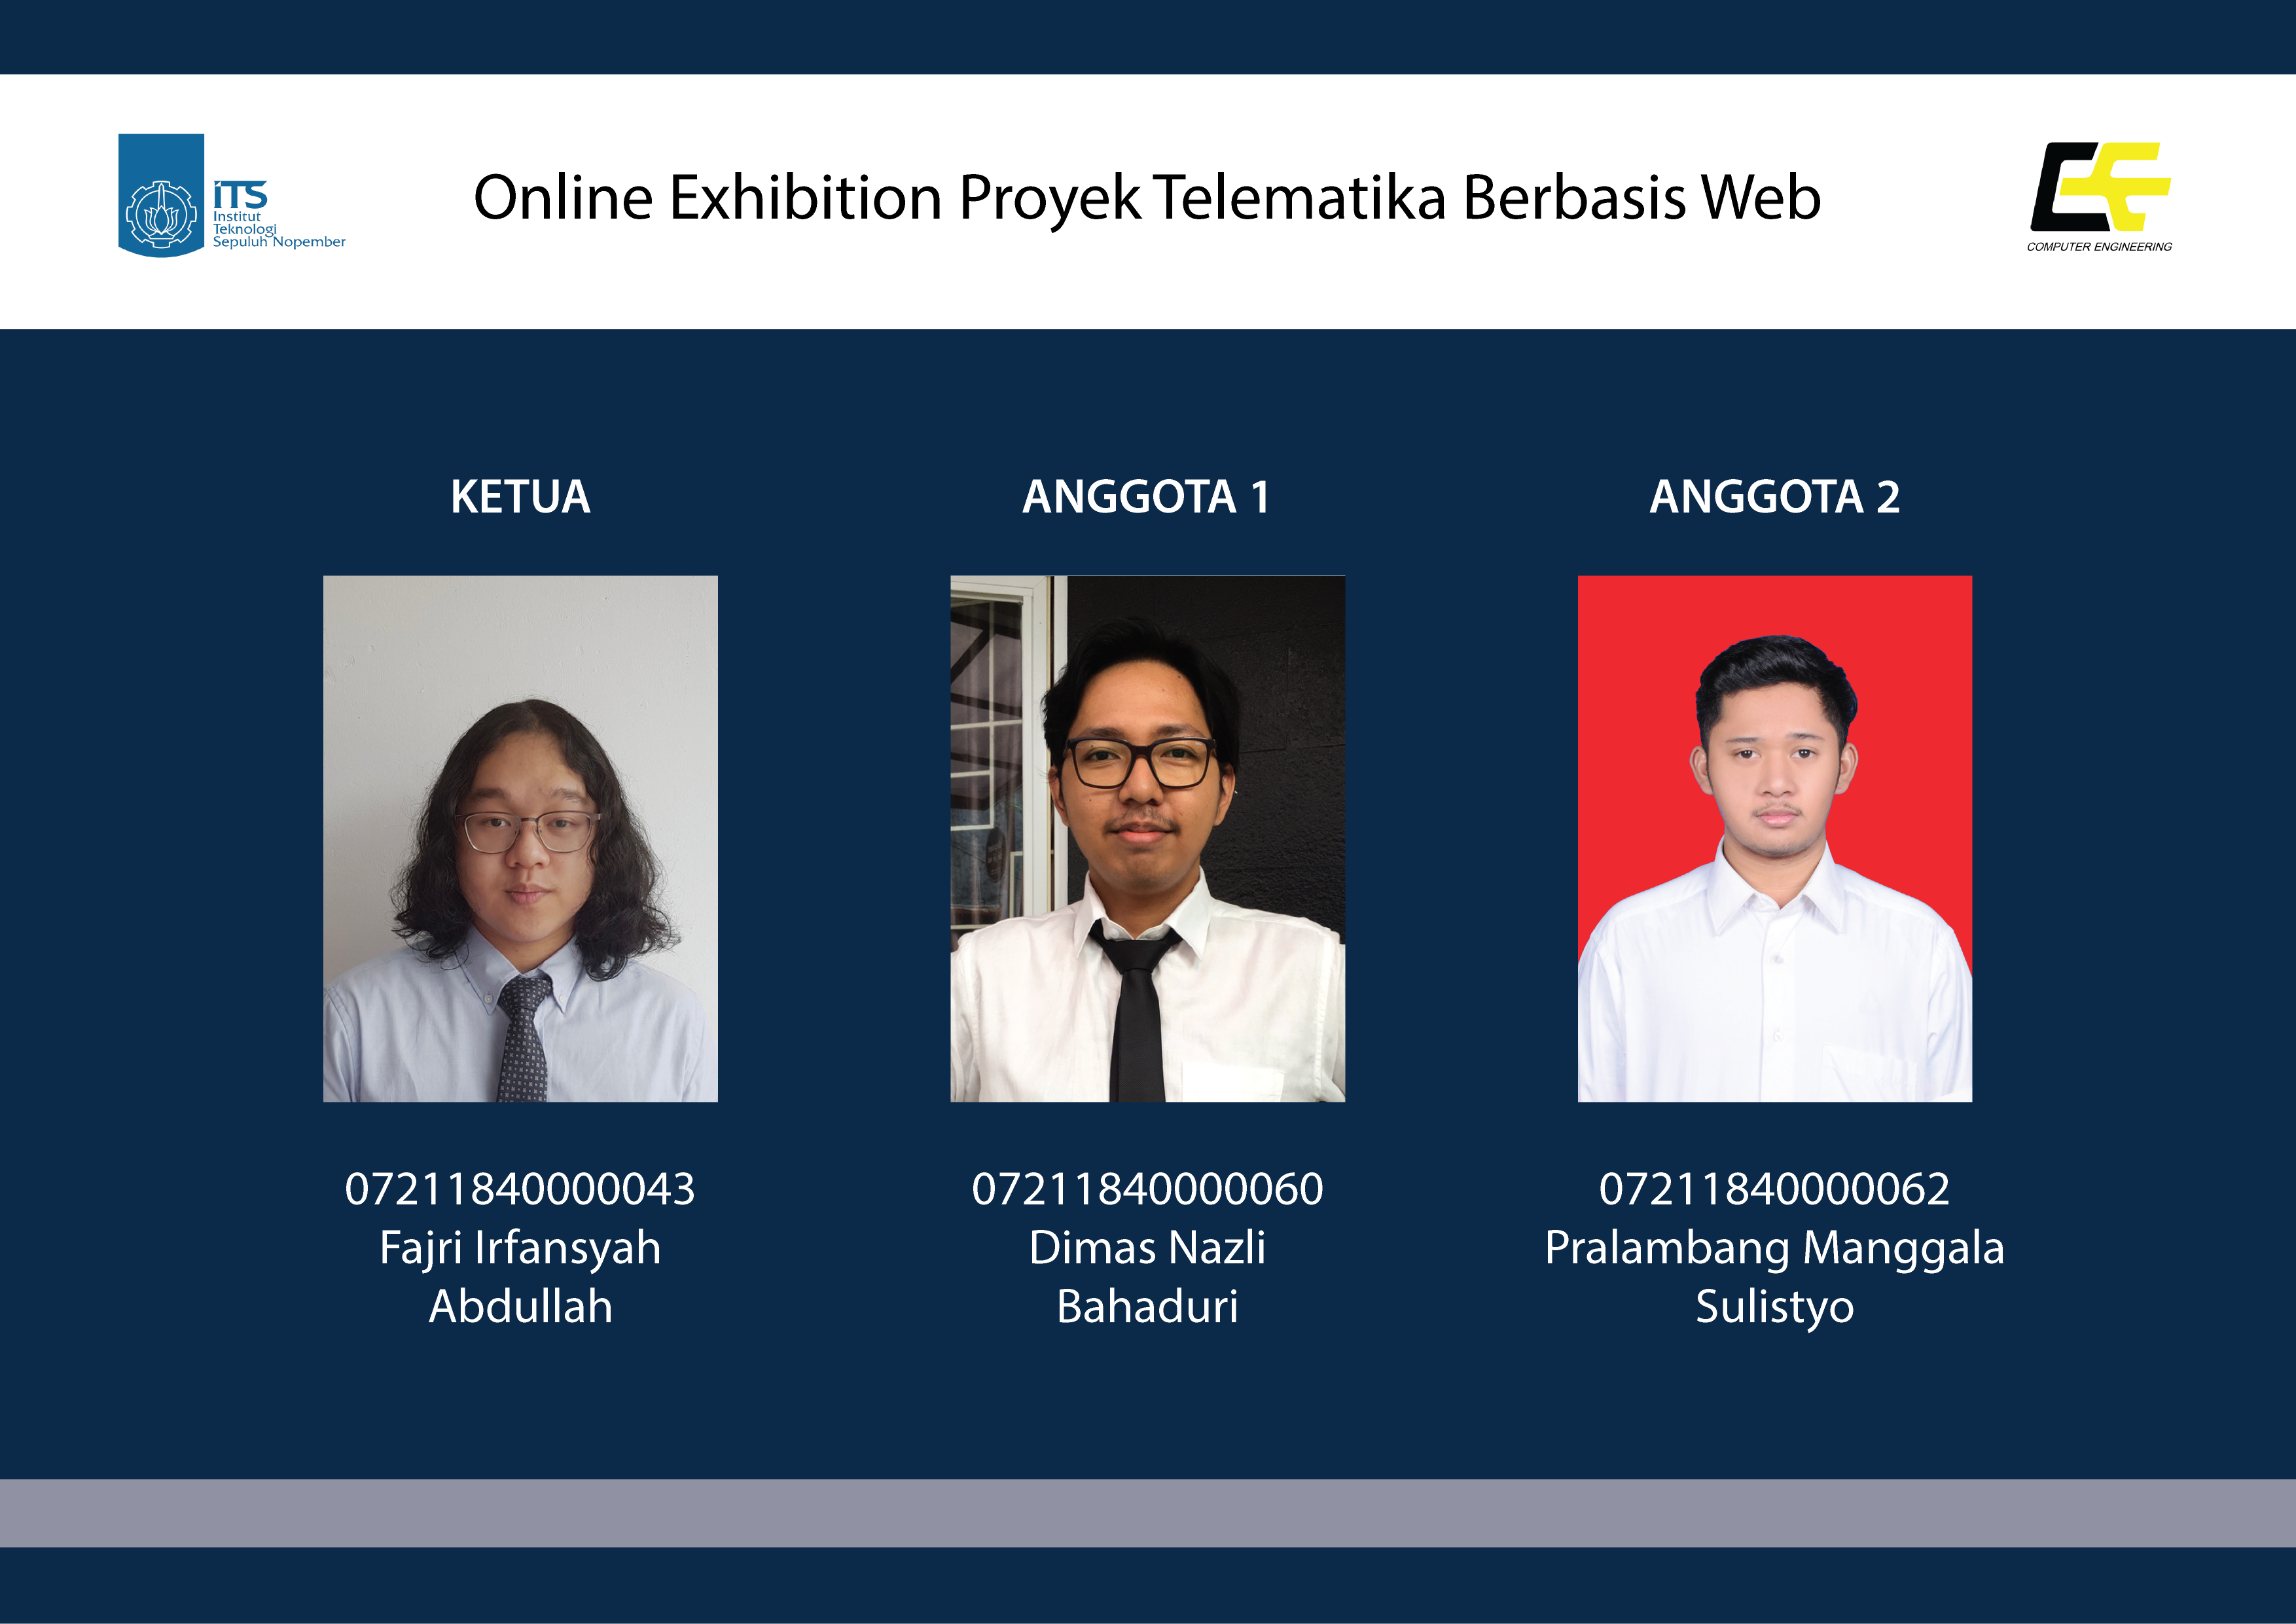 ITS
Institut
Teknologi
Sepuluh Nopember
Online Exhibition Proyek Telematika Berbasis Web
CE
COMPUTER ENGINEERING
KETUA
ANGGOTA 1
ANGGOTA 2
07211840000043
Fajri Irfansyah
Abdullah
07211840000060
Dimas Nazli
Bahaduri
07211840000062
Pralambang Manggala
Sulistyo